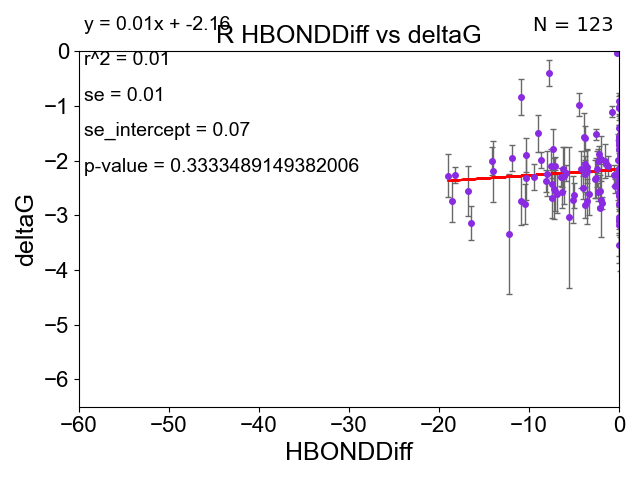 y = 0.01x + -2.16
R HBONDDiff vs deltaG
N = 123
r^2 = 0.01
se = 0.01
se_intercept = 0.07
p-value = 0.3333489149382006
0
−1
−2
−3
−4
−5
−6
deltaG
−60
−50
−40
−30
−20
−10
0
HBONDDiff